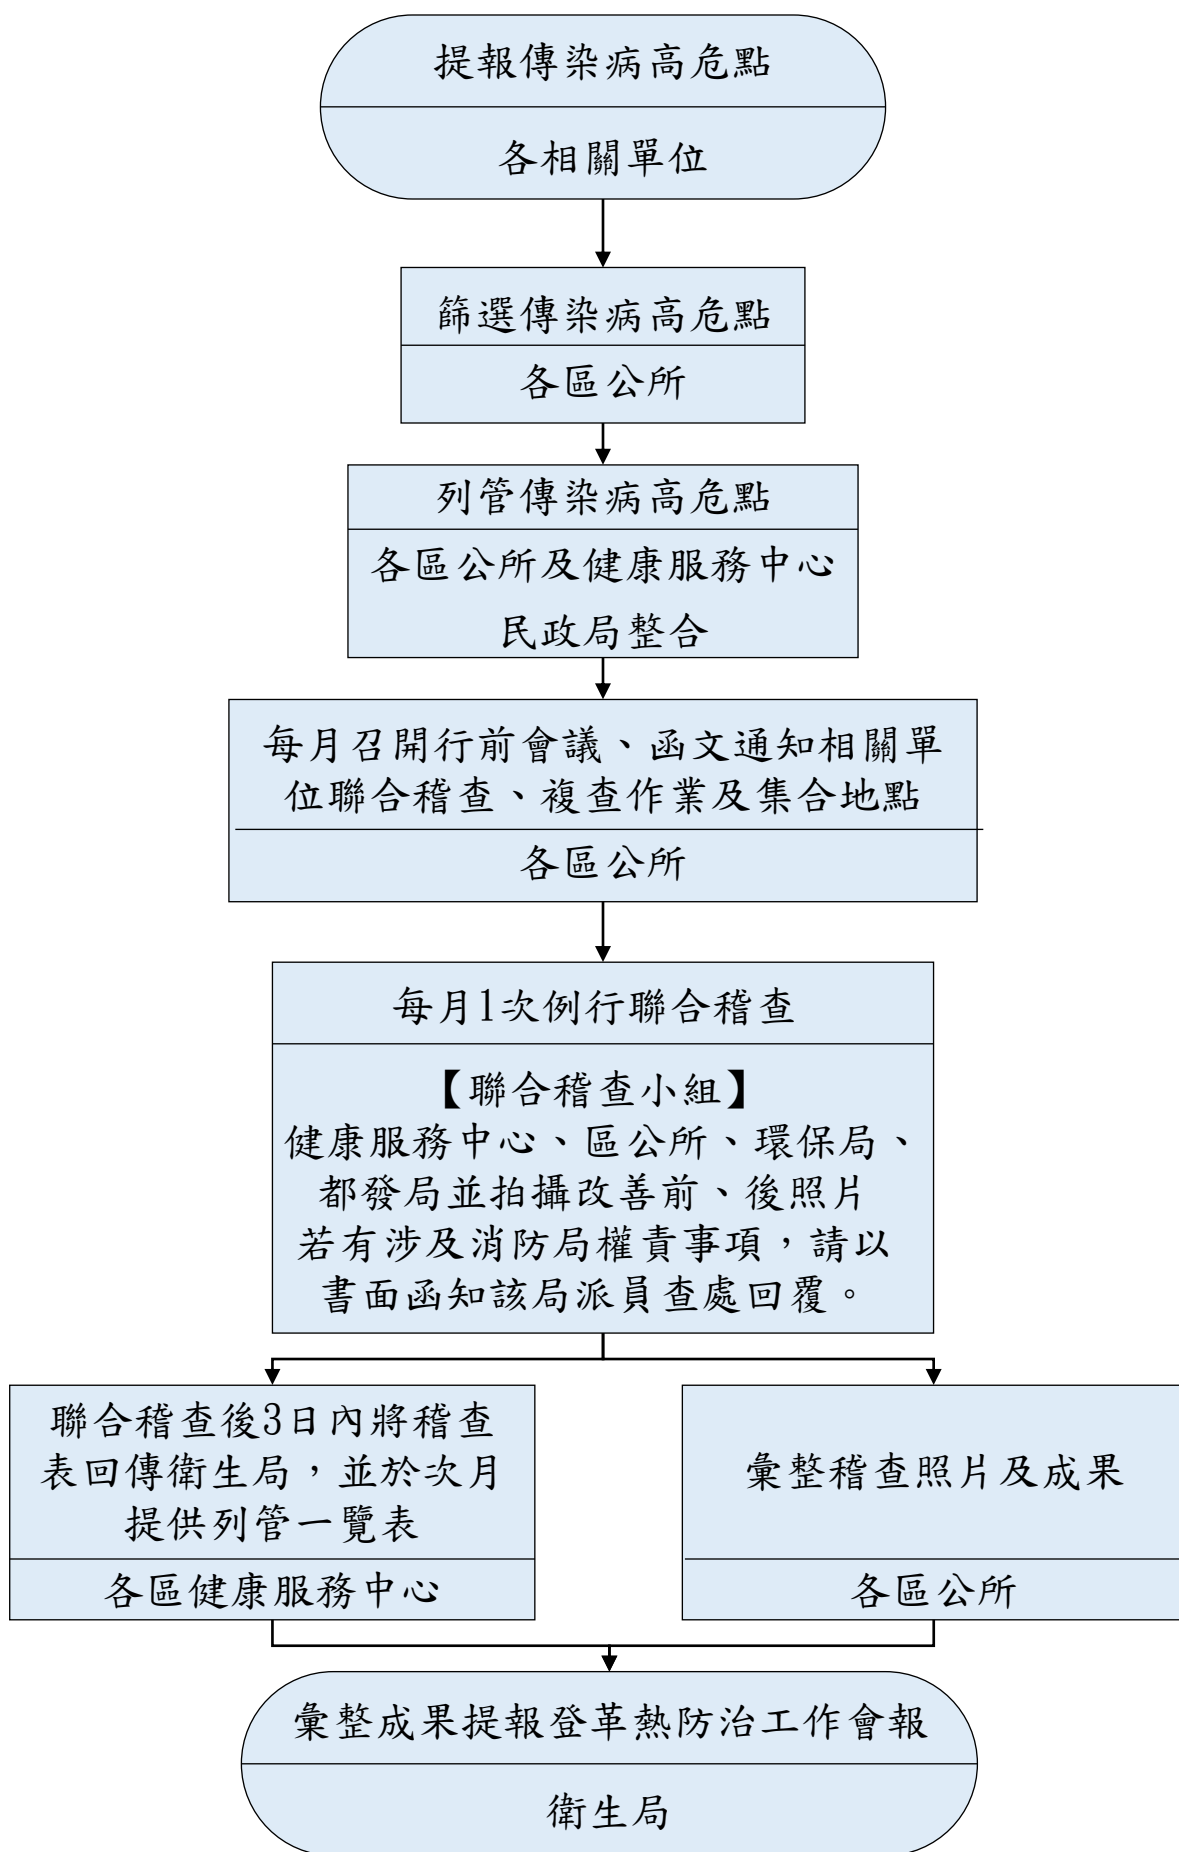 提報傳染病高危點
各相關單位
篩選傳染病高危點
各區公所
列管傳染病高危點
各區公所及健康服務中心
民政局整合
每月召開行前會議、函文通知相關單
位聯合稽查、複查作業及集合地點
各區公所
每月1次例行聯合稽查
【聯合稽查小組】
健康服務中心、區公所、環保局、
都發局並拍攝改善前、後照片
若有涉及消防局權責事項，請以
書面函知該局派員查處回覆。
聯合稽查後3日內將稽查
表回傳衛生局，並於次月
提供列管一覽表
各區健康服務中心
彙整稽查照片及成果
各區公所
彙整成果提報登革熱防治工作會報
衛生局